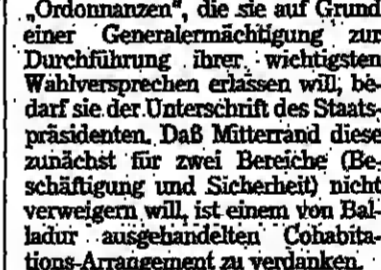 „Ordonnanzen“, die sie auf Grund
einer Generalermächtigung zur
Durchführung ihrer wichtigsten
Wahlversprechen erlassen will, be-
darf sie der Unterschrift des Staats-
präsidenten. Daß Mitterrand diese
zunächst für zwei Bereiche (Be-
schäftigung und Sicherheit) nicht
verweigern will, ist einem von Bal-
ladur ausgehandelten Cohabita-
tions-Arrangement zu verdanken.